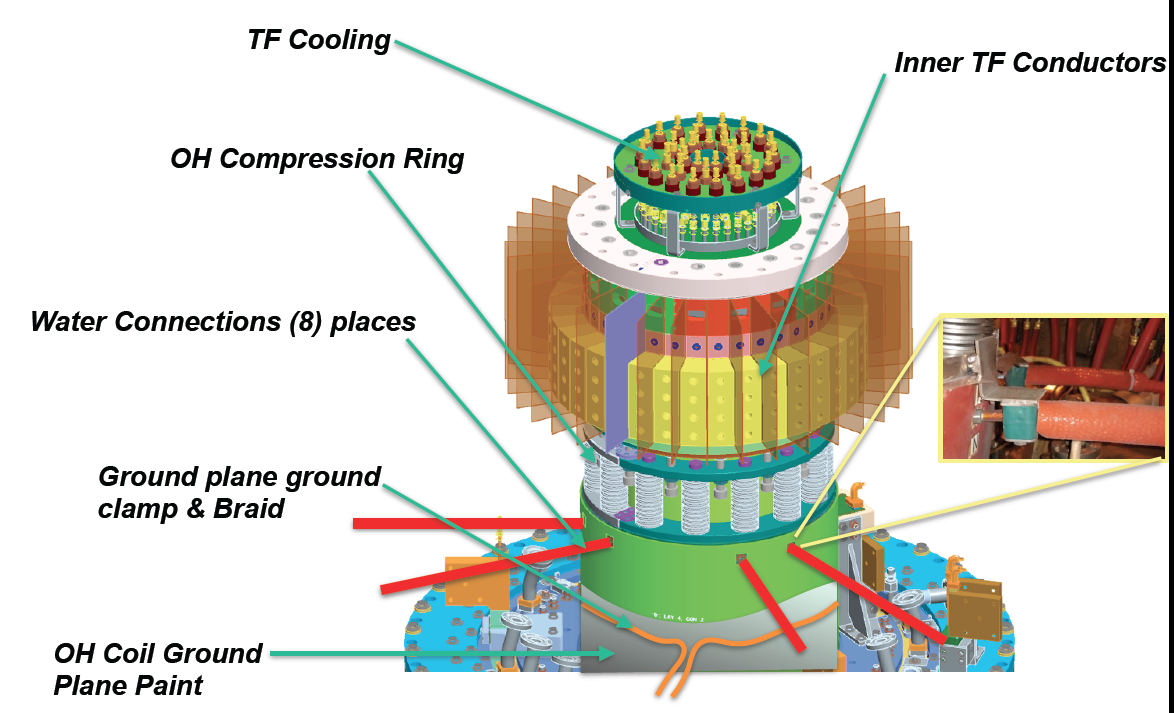 TF Cooling
Inner TF Conductors
OH Compression Ring
Water Connections (8) places
Ground plane ground
clamp & Braid
OH Coil Ground
Plane Paint